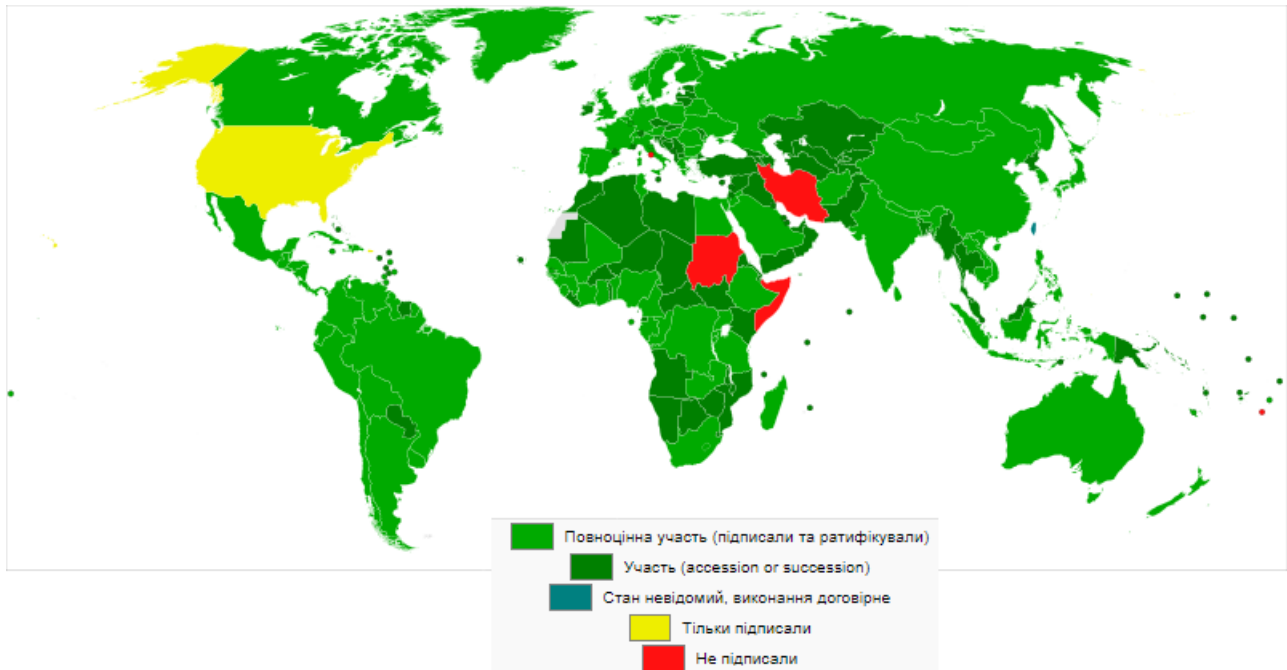 Повноцінна участь (підписали та ратифікували)
Участь (accession or succession)
Стан невідомий, виконання договірне
Тільки підписали
Не підписали